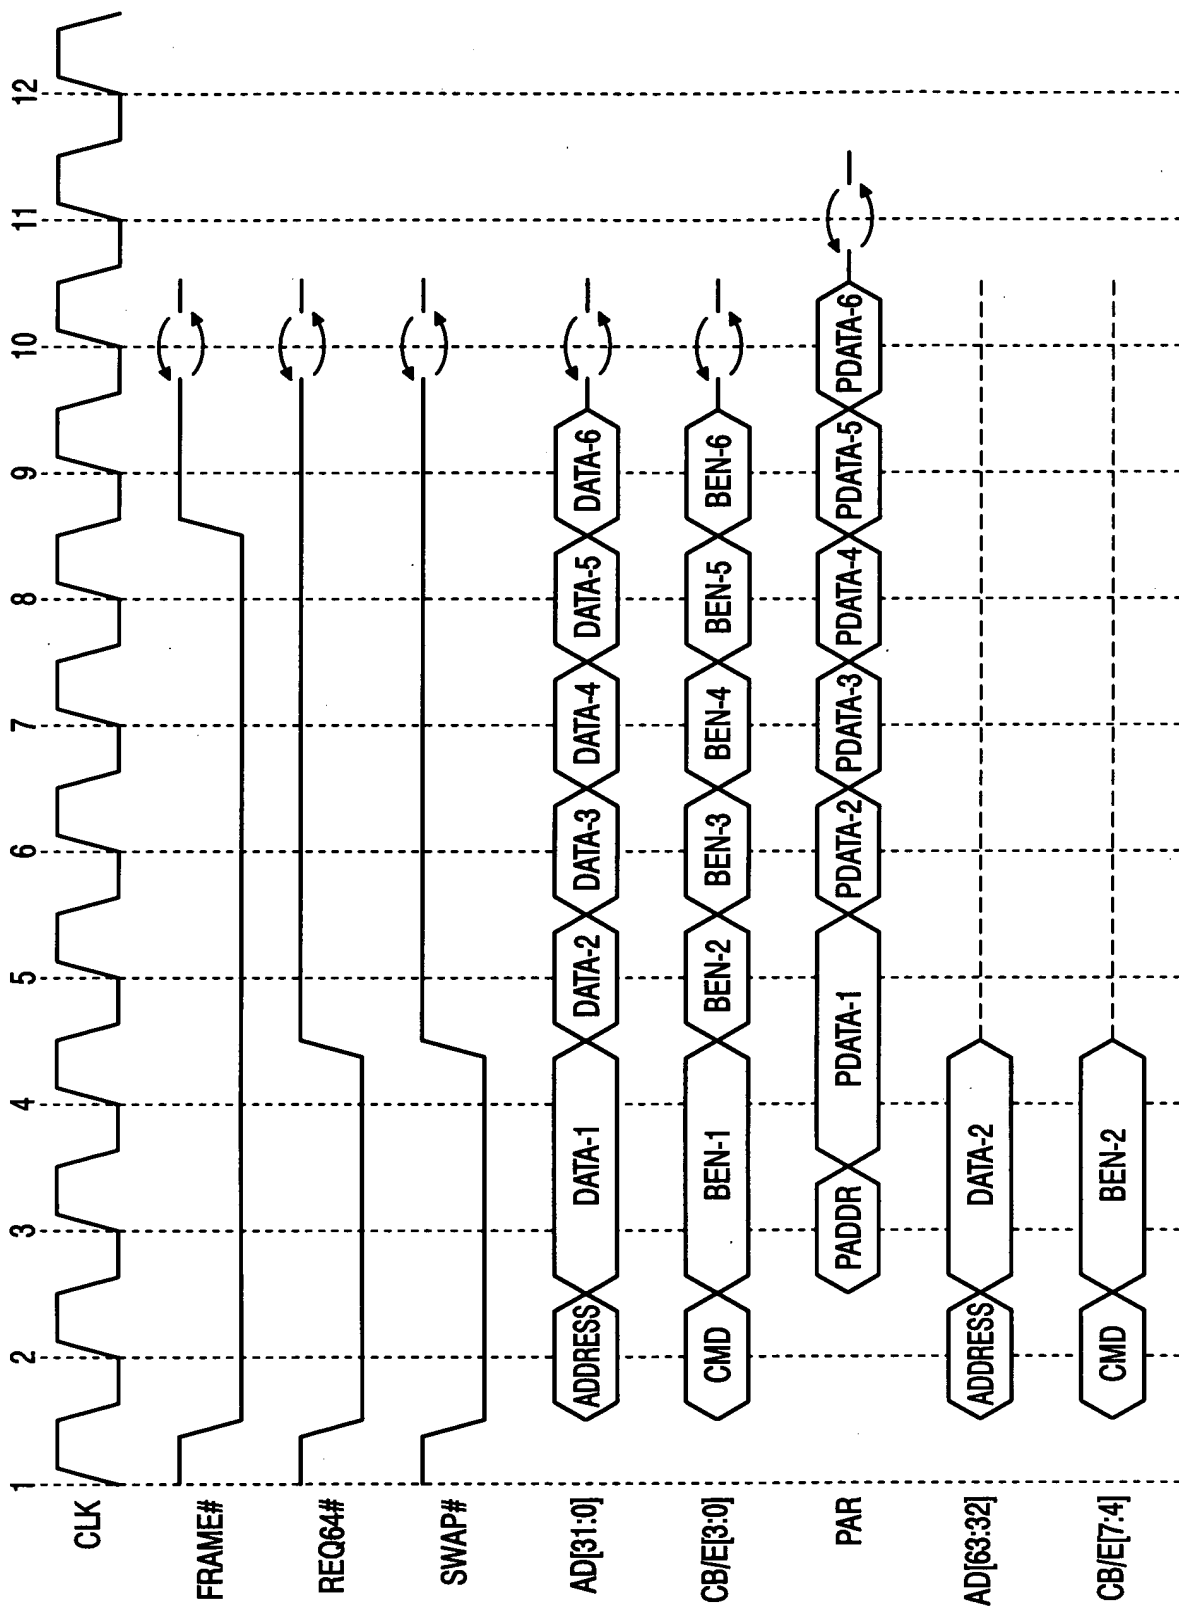 1 2 3 4 5 6 7 8 9 10 11 12
CLK
FRAME#
REQ64#
SWAP#
AD[31:0] ADDRESS DATA-1 DATA-2 DATA-3 DATA-4 DATA-5 DATA-6
CB/E[3:0] CMD BEN-1 BEN-2 BEN-3 BEN-4 BEN-5 BEN-6
PAR PADDR PDATA-1 PDATA-2 PDATA-3 PDATA-4 PDATA-5 PDATA-6
AD[63:32] ADDRESS DATA-2
CB/E[7:4] CMD BEN-2